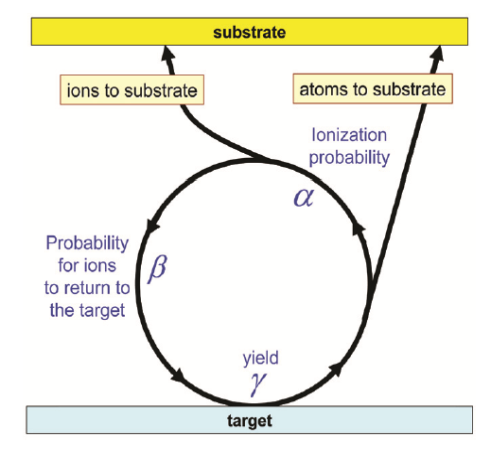 substrate
ions to substrate
atoms to substrate
Ionization
probability
α
Probability
for ions
to return to
the target
β
yield
γ
target